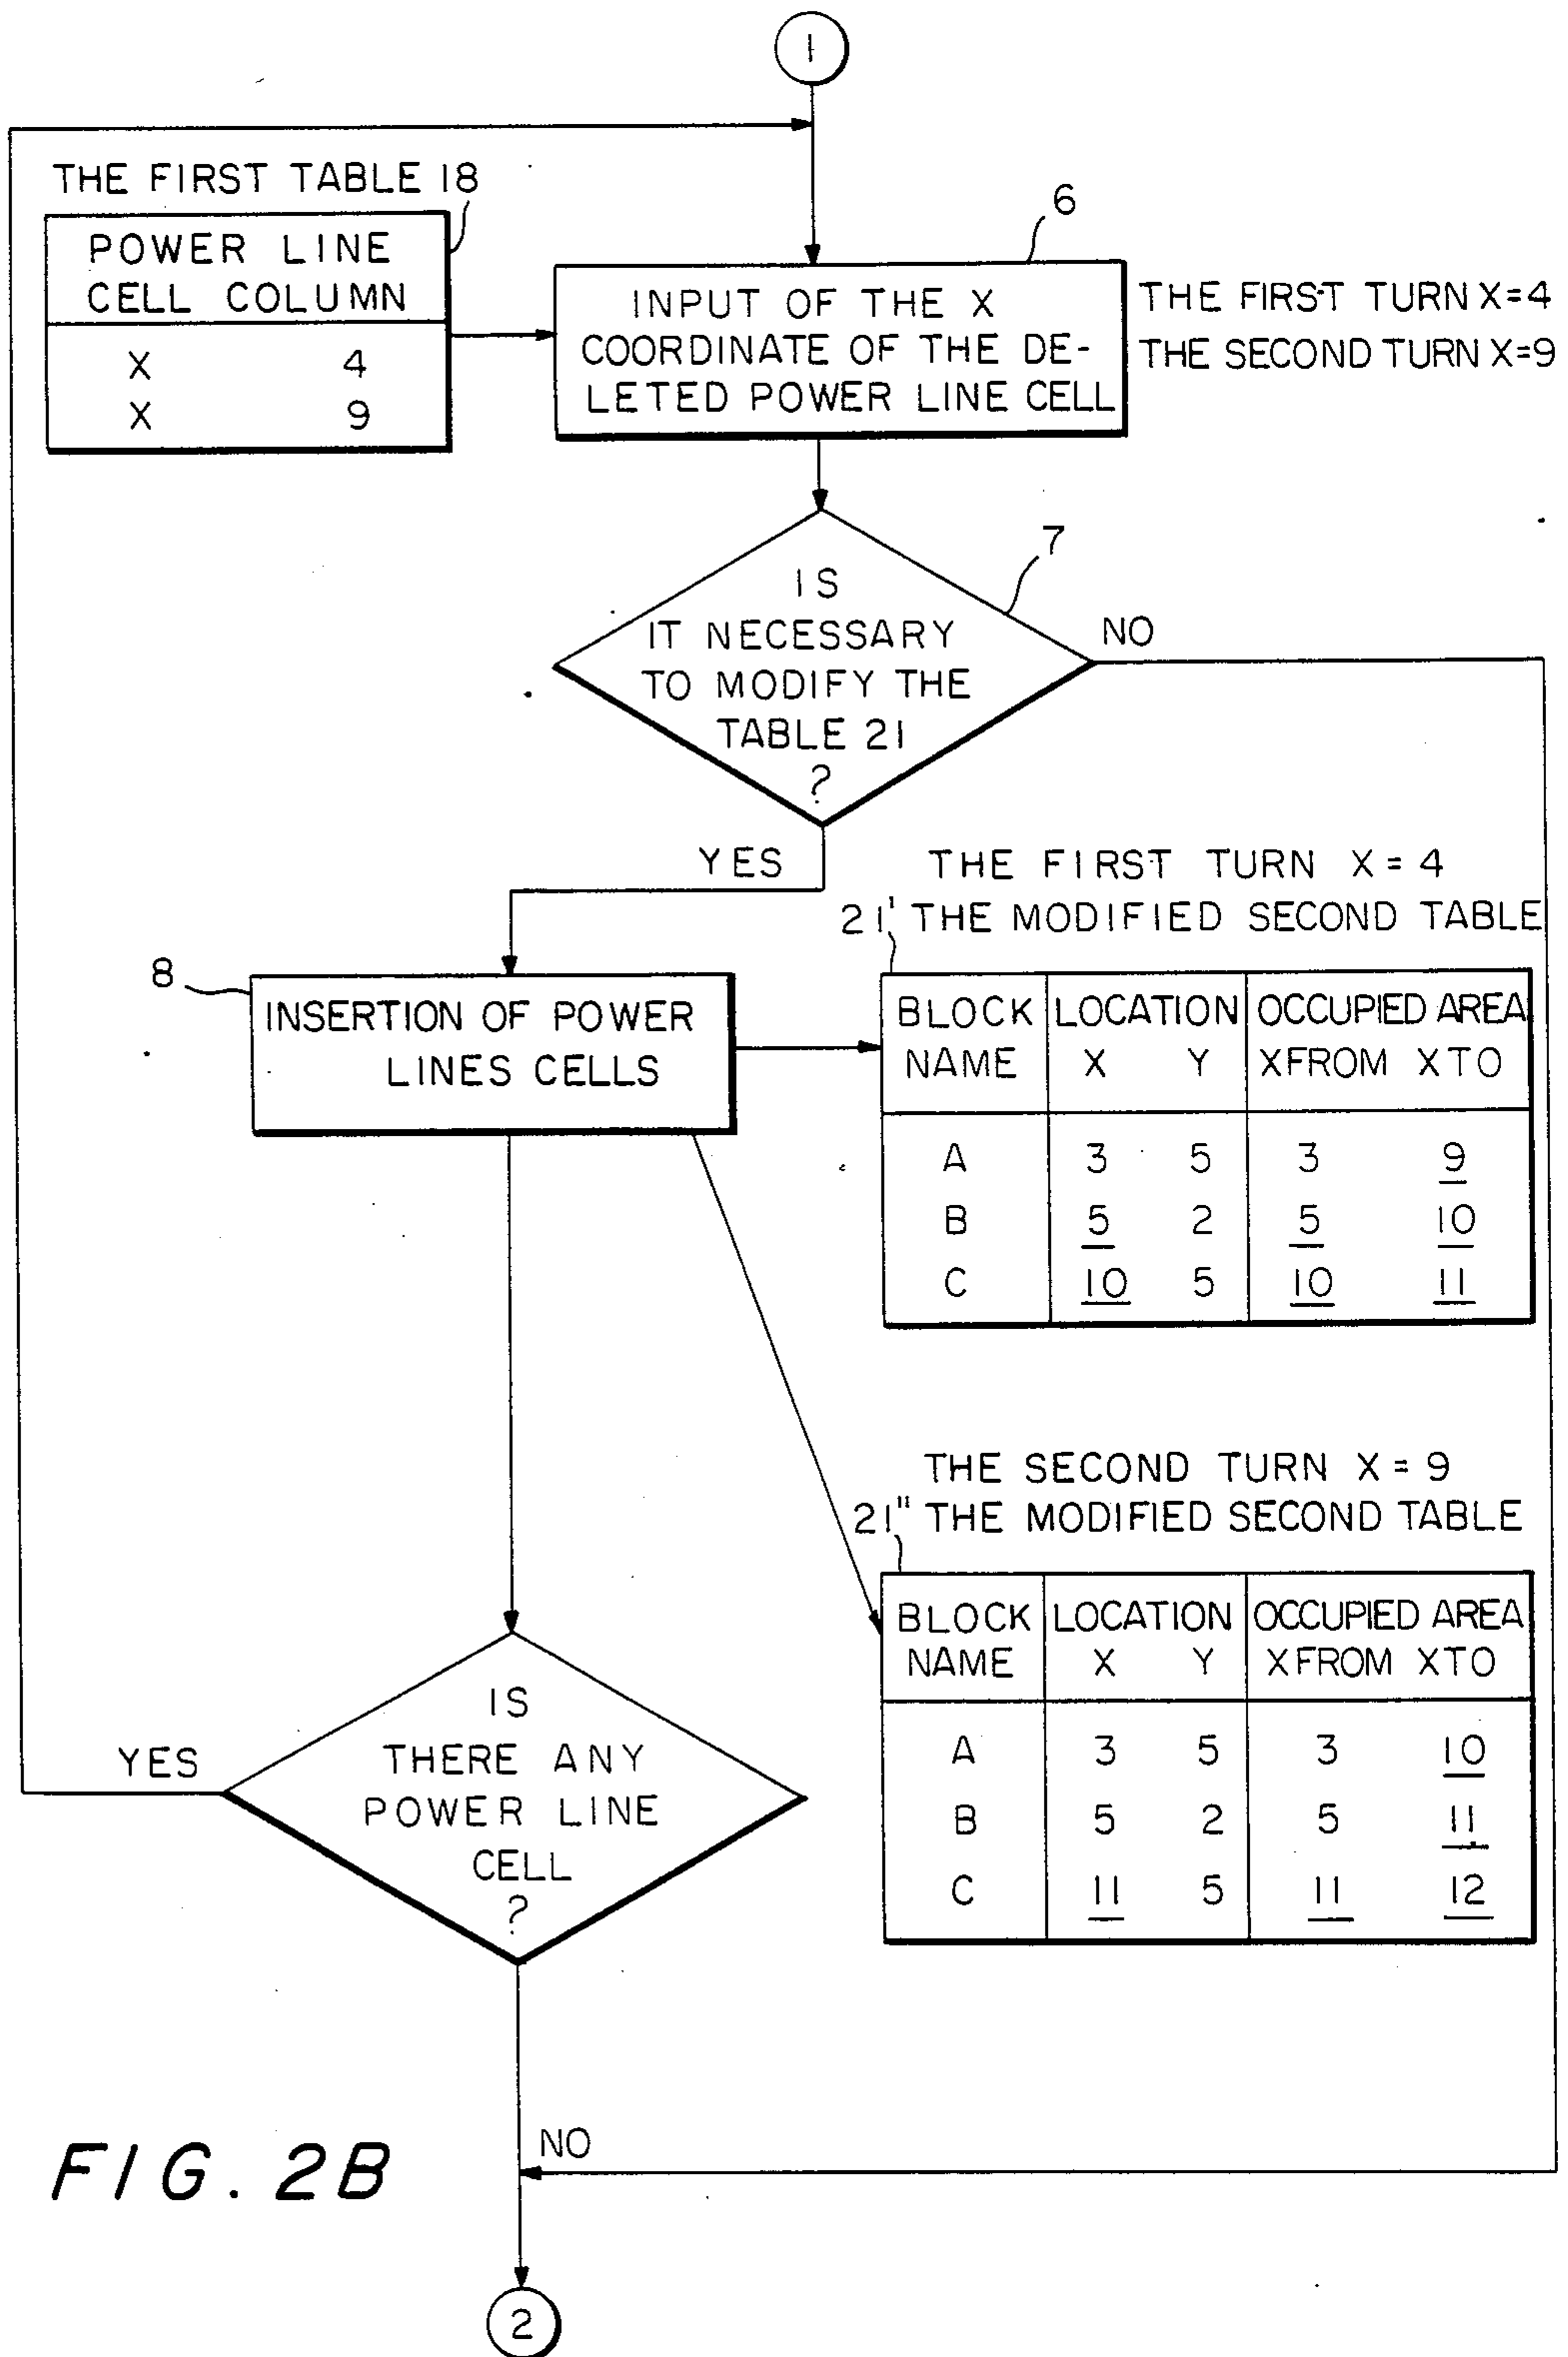 1
THE FIRST TABLE 18
POWER LINE
CELL COLUMN
X 4
X 9
6
INPUT OF THE X
COORDINATE OF THE DE-
LETED POWER LINE CELL
THE FIRST TURN X=4
THE SECOND TURN X=9
7
IS
IT NECESSARY
TO MODIFY THE
TABLE 21
?
NO
YES
8
INSERTION OF POWER
LINES CELLS
THE FIRST TURN X = 4
21' THE MODIFIED SECOND TABLE
BLOCK LOCATION OCCUPIED AREA
NAME X Y XFROM XTO
A 3 5 3 9
B 5 2 5 10
C 10 5 10 11
THE SECOND TURN X = 9
21" THE MODIFIED SECOND TABLE
BLOCK LOCATION OCCUPIED AREA
NAME X Y XFROM XTO
A 3 5 3 10
B 5 2 5 11
C 11 5 11 12
IS
THERE ANY
POWER LINE
CELL
?
YES
NO
FIG. 2B
2